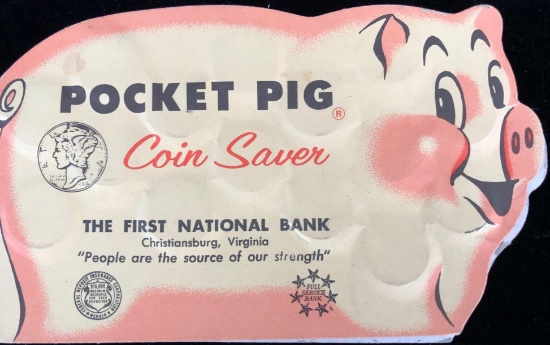 POCKET PIG ®
Coin Saver
THE FIRST NATIONAL BANK
Christiansburg, Virginia
"People are the source of our strength"
FULL
SERVICE
BANK